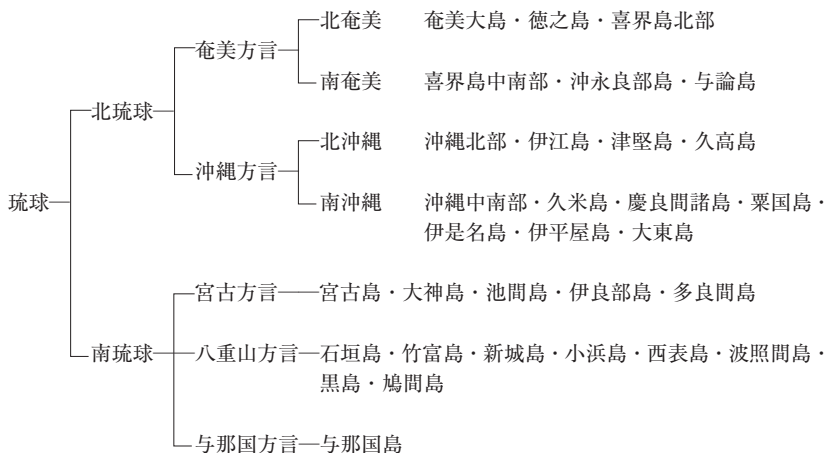 北奄美 奄美大島・徳之島・喜界島北部
奄美方言
南奄美 喜界島中南部・沖永良部島・与論島
北琉球
北沖縄 沖縄北部・伊江島・津堅島・久高島
沖縄方言
琉球
南沖縄 沖縄中南部・久米島・慶良間諸島・粟国島・
伊是名島・伊平屋島・大東島
宮古方言 宮古島・大神島・池間島・伊良部島・多良間島
南琉球 八重山方言 石垣島・竹富島・新城島・小浜島・西表島・波照間島・
黒島・鳩間島
与那国方言 与那国島